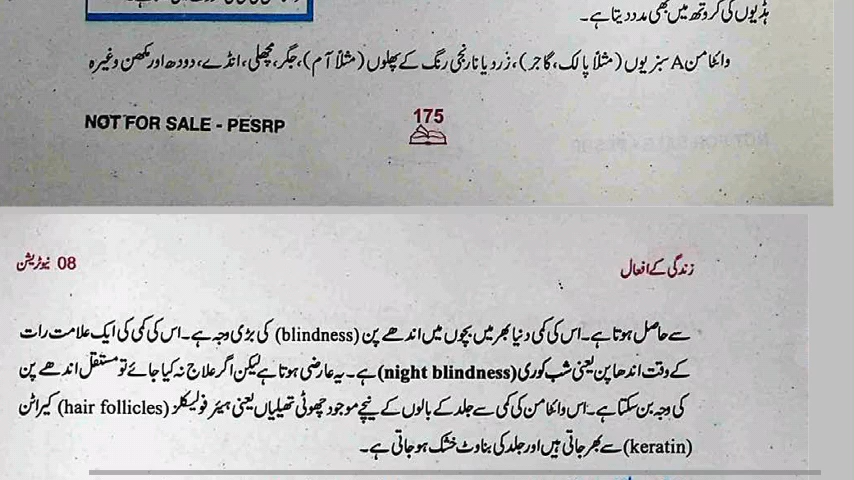 ہڈیوں کی گروتھ میں بھی مدد دیتا ہے۔
وائٹامن A سبزیوں (مثلاً پالک، گاجر)، زرد یا نارنجی رنگ کے پھلوں (مثلاً آم)، جگر، مچھلی، انڈے، دودھ اور مکھن وغیرہ
175
NOT FOR SALE - PESRP
زندگی کے افعال
08 نیوٹریشن
سے حاصل ہوتا ہے۔ اس کی کمی دنیا بھر میں بچوں میں اندھے پن (blindness) کی بڑی وجہ ہے۔ اس کی کمی کی ایک علامت رات
کے وقت اندھا پن یعنی شب کوری (night blindness) ہے۔ یہ عارضی ہوتا ہے لیکن اگر علاج نہ کیا جائے تو مستقل اندھے پن
کی وجہ بن سکتا ہے۔ اس وائٹامن کی کمی سے جلد کے بالوں کے نیچے موجود چھوٹی تھیلیاں یعنی ہیئر فولیکلز (hair follicles) کیراٹن
(keratin) سے بھر جاتی ہیں اور جلد کی بناوٹ خشک ہو جاتی ہے۔